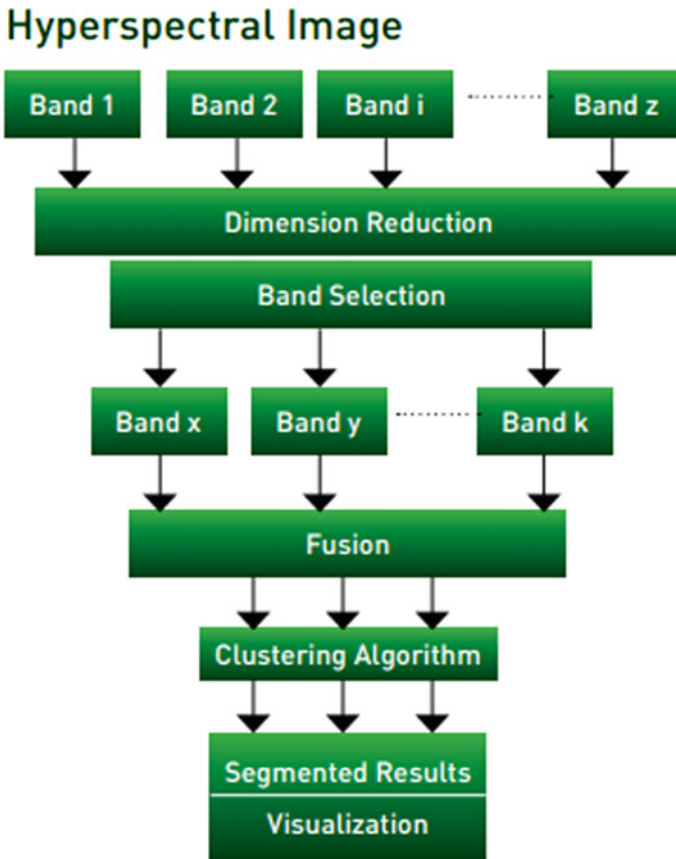 Hyperspectral Image
Band 1 Band 2 Band i Band z
Dimension Reduction
Band Selection
Band x Band y Band k
Fusion
Clustering Algorithm
Segmented Results
Visualization